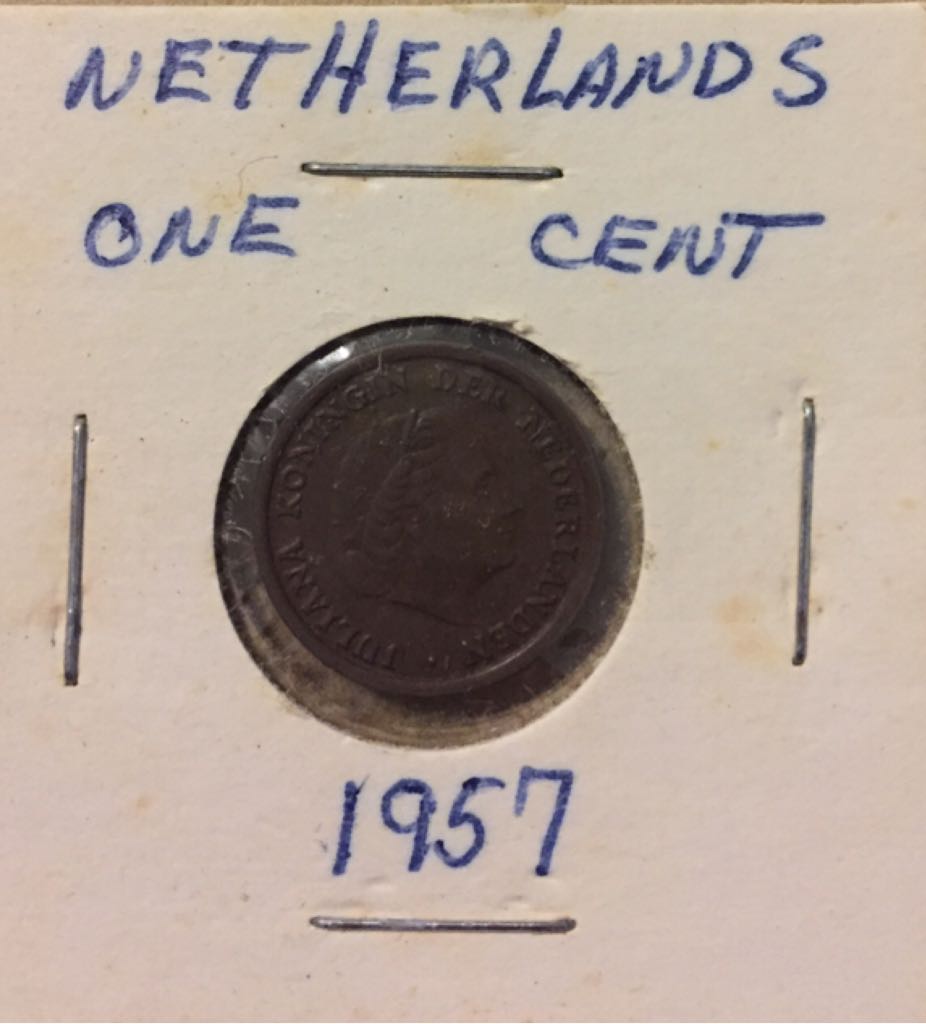 NETHERLANDS
ONE CENT
JULIANA KONINGIN DER NEDERLANDEN
1957